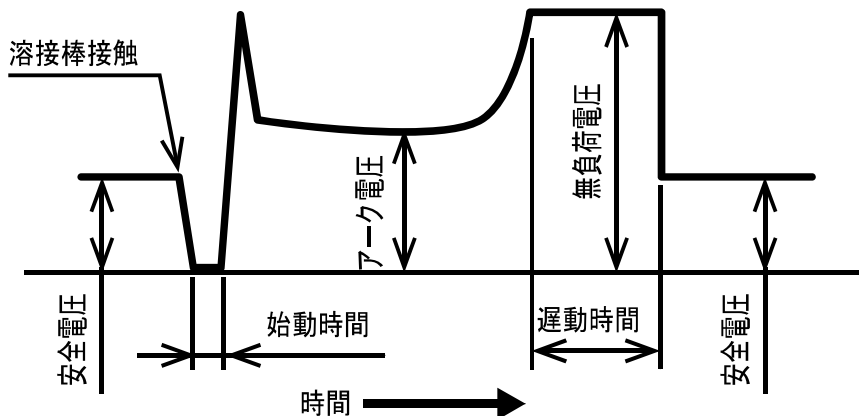 溶接棒接触
無負荷電圧
アーク電圧
安全電圧
始動時間
遅動時間
安全電圧
時間